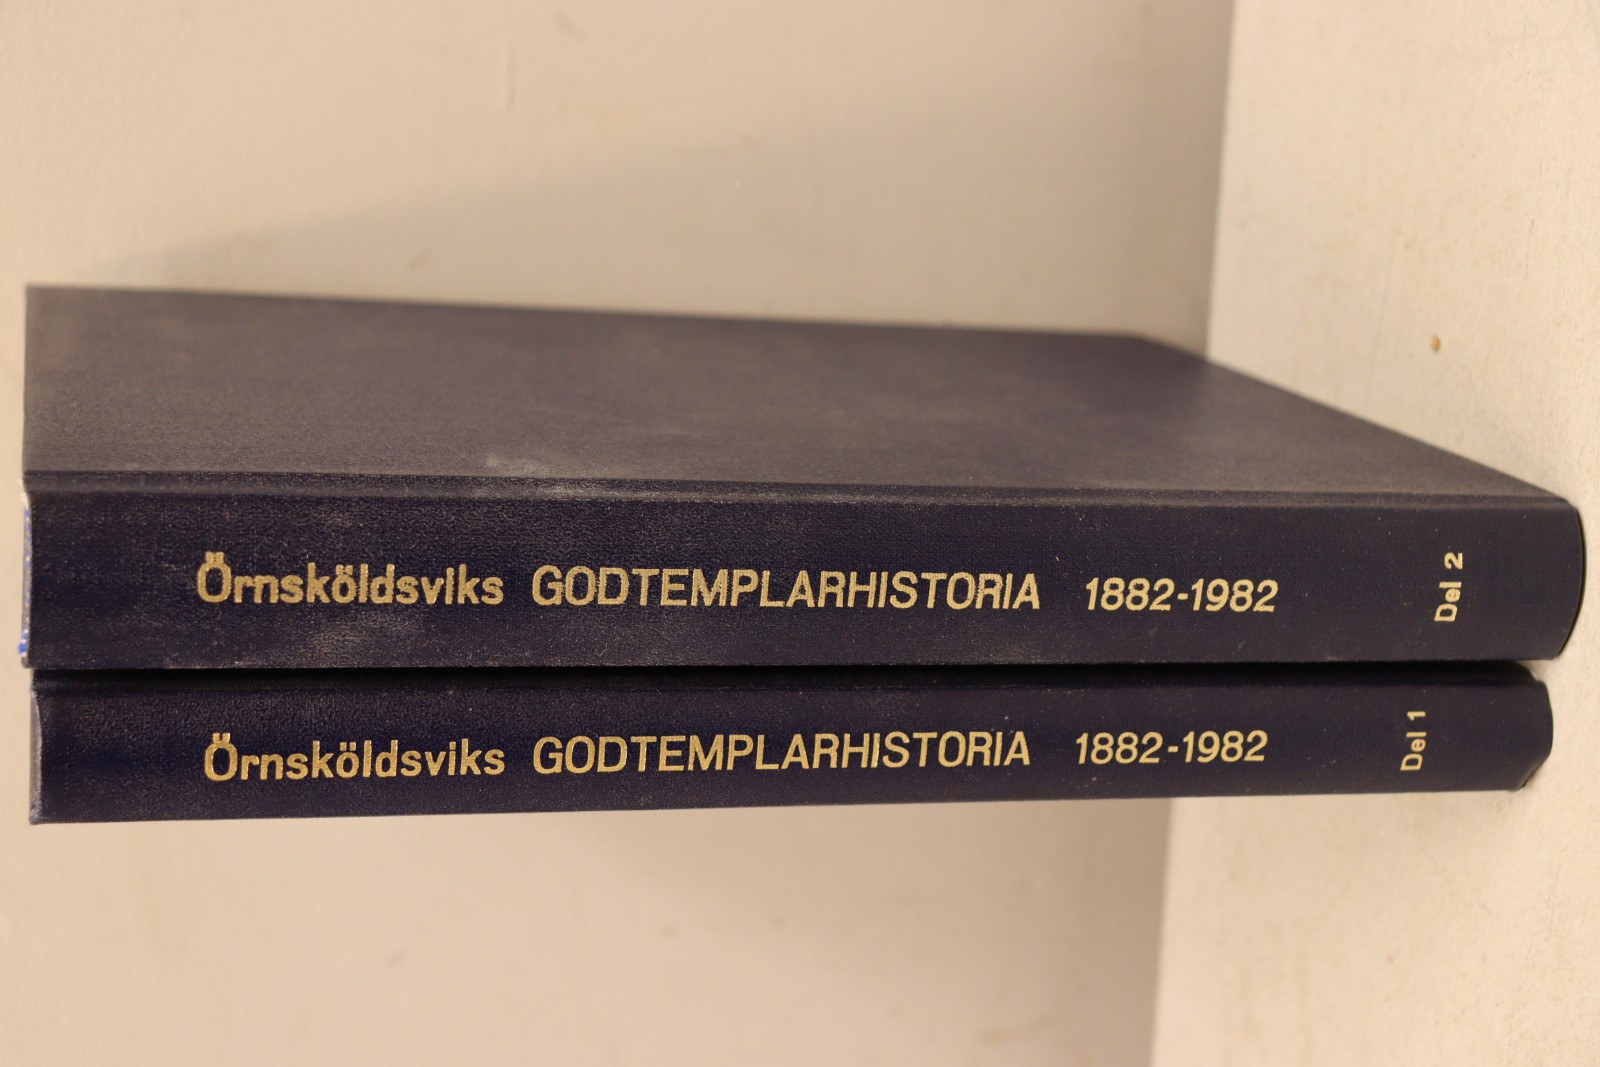 Örnsköldsviks GODTEMPLARHISTORIA 1882-1982 Del 2
Örnsköldsviks GODTEMPLARHISTORIA 1882-1982 Del 1